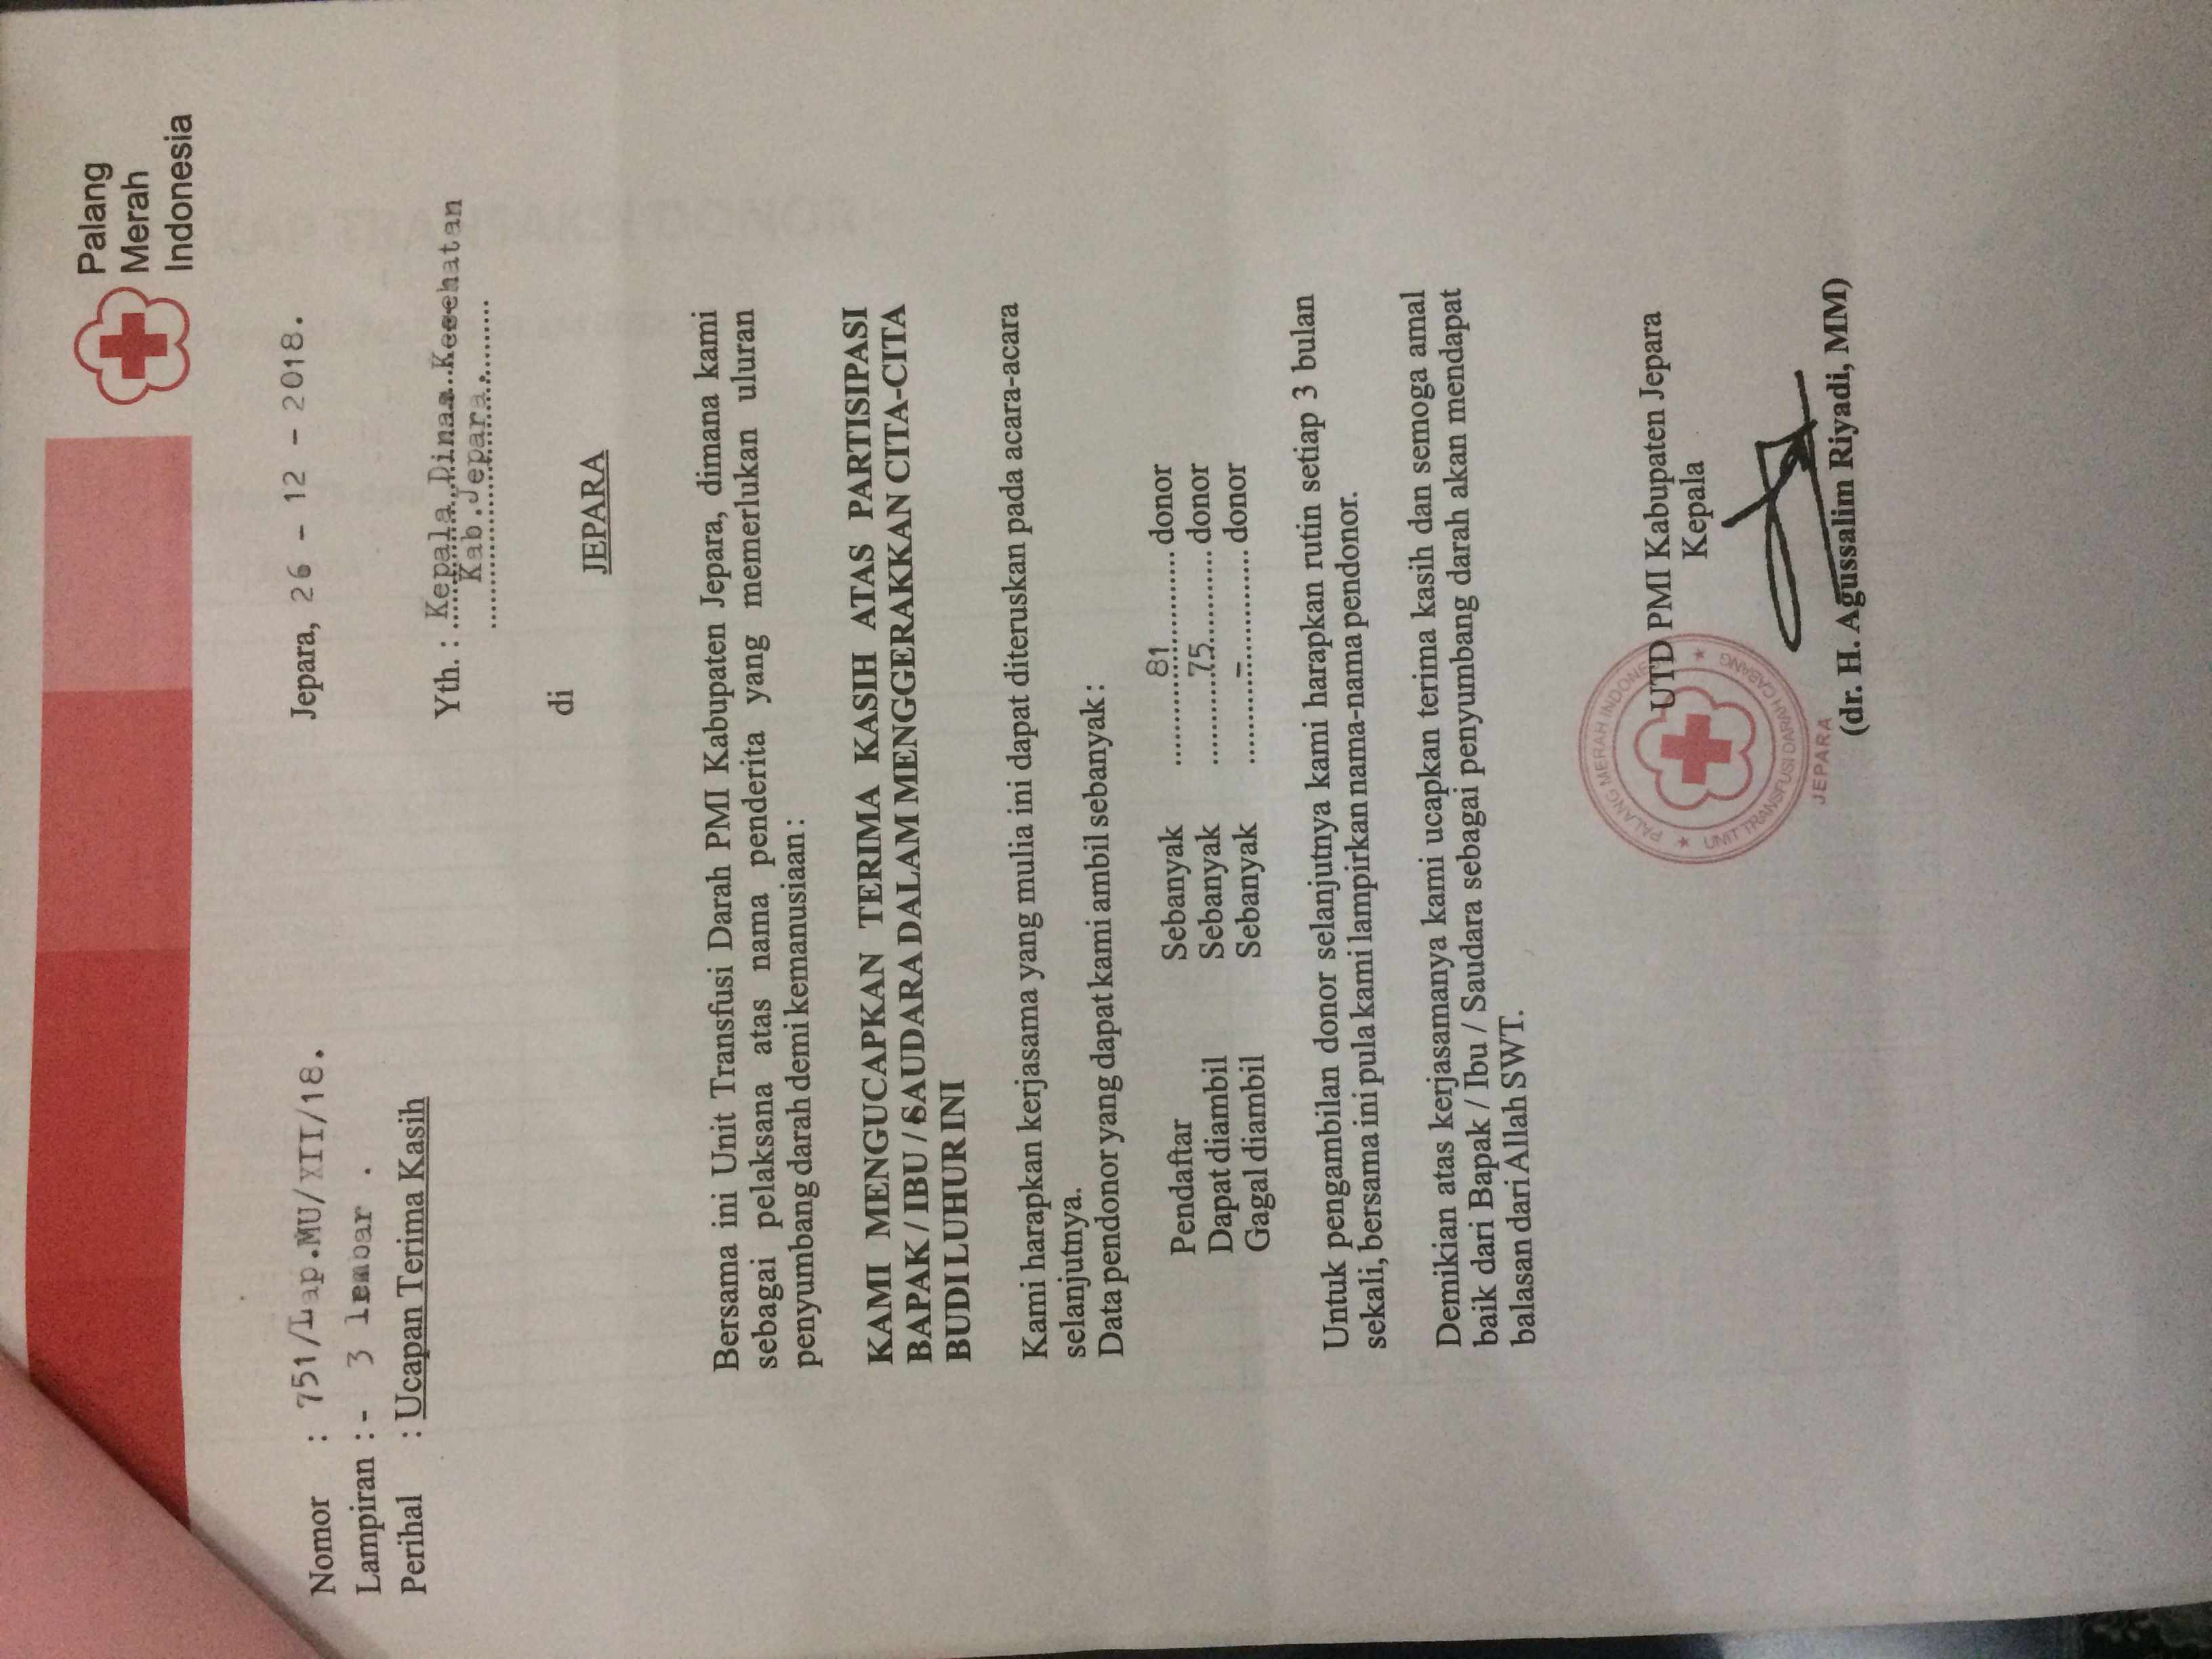 Palang
Merah
Indonesia
Nomor : 751/Lap.MU/XII/18.
Lampiran : - 3 lembar .
Perihal : Ucapan Terima Kasih
Jepara, 26 - 12 - 2018.
Yth. : Kepala Dinas Kesehatan
Kab.Jepara.
di
JEPARA
Bersama ini Unit Transfusi Darah PMI Kabupaten Jepara, dimana kami
sebagai pelaksana atas nama penderita yang memerlukan uluran
penyumbang darah demi kemanusiaan :
KAMI MENGUCAPKAN TERIMA KASIH ATAS PARTISIPASI
BAPAK / IBU / SAUDARA DALAM MENGGERAKKAN CITA-CITA
BUDI LUHUR INI
Kami harapkan kerjasama yang mulia ini dapat diteruskan pada acara-acara
selanjutnya.
Data pendonor yang dapat kami ambil sebanyak :
Pendaftar Sebanyak ...........81........... donor
Dapat diambil Sebanyak ...........75........... donor
Gagal diambil Sebanyak ...........-........... donor
Untuk pengambilan donor selanjutnya kami harapkan rutin setiap 3 bulan
sekali, bersama ini pula kami lampirkan nama-nama pendonor.
Demikian atas kerjasamanya kami ucapkan terima kasih dan semoga amal
baik dari Bapak / Ibu / Saudara sebagai penyumbang darah akan mendapat
balasan dari Allah SWT.
UTD PMI Kabupaten Jepara
Kepala
PALANG MERAH INDONE
UNIT TRANSFUSI DARAH CABANG
JEPARA
(dr. H. Agussalim Riyadi, MM)